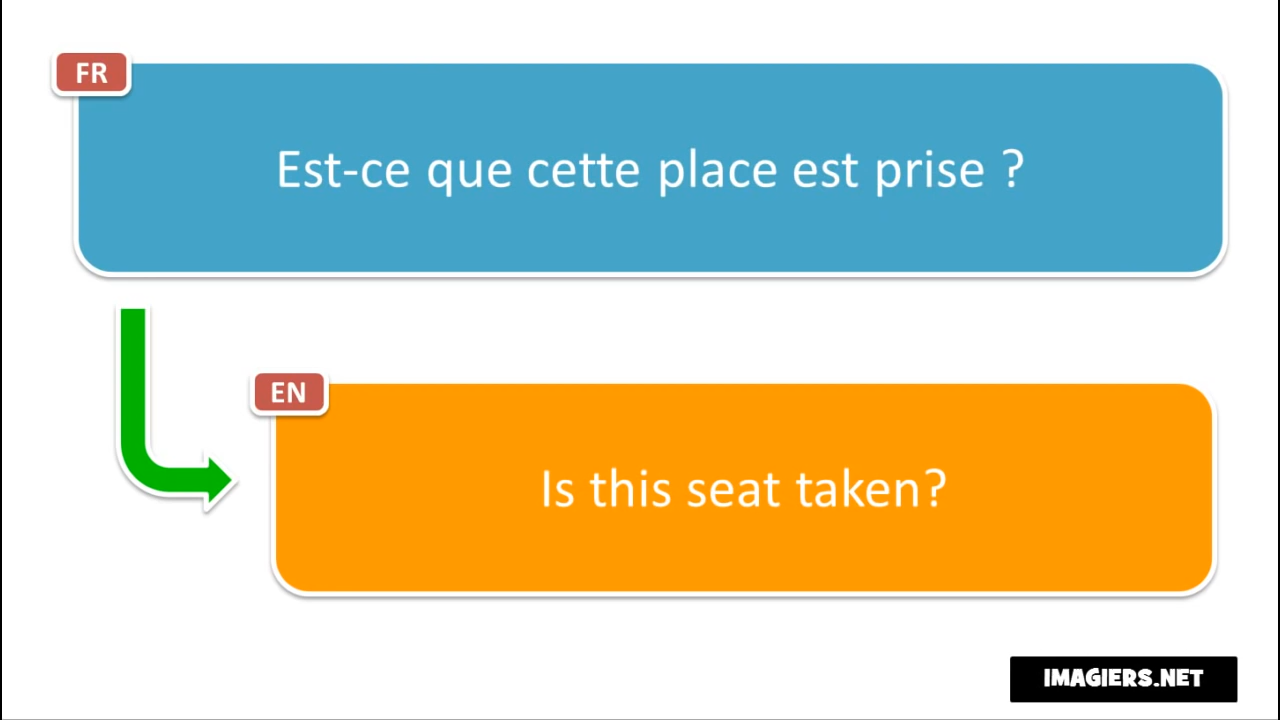 FR
Est-ce que cette place est prise ?
EN
Is this seat taken?
IMAGIERS.NET